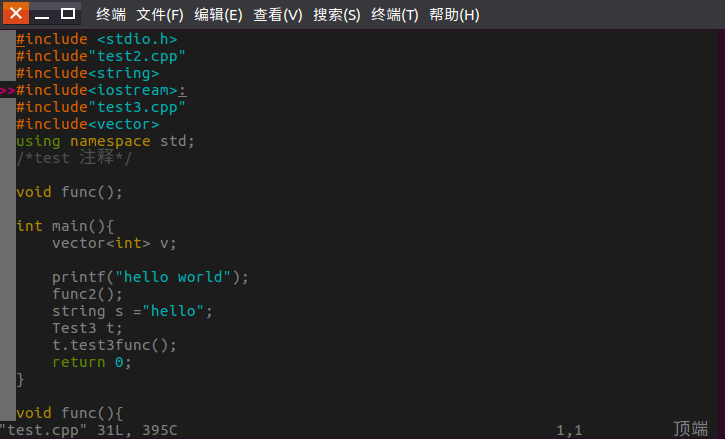 终端 文件(F) 编辑(E) 查看(V) 搜索(S) 终端(T) 帮助(H)
#include <stdio.h>
#include"test2.cpp"
#include<string>
>>#include<iostream>:
#include"test3.cpp"
#include<vector>
using namespace std;
/*test 注释*/
void func();
int main(){
    vector<int> v;
    printf("hello world");
    func2();
    string s ="hello";
    Test3 t;
    t.test3func();
    return 0;
}
void func(){
"test.cpp" 31L, 395C 1,1 顶端